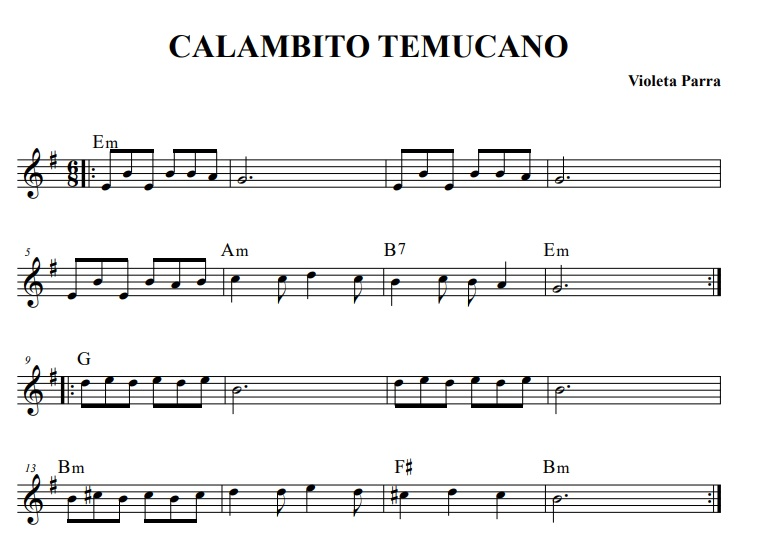 CALAMBITO TEMUCANO
Violeta Parra
Em
6
8
5
Am B7 Em
9
G
13
Bm F♯ Bm